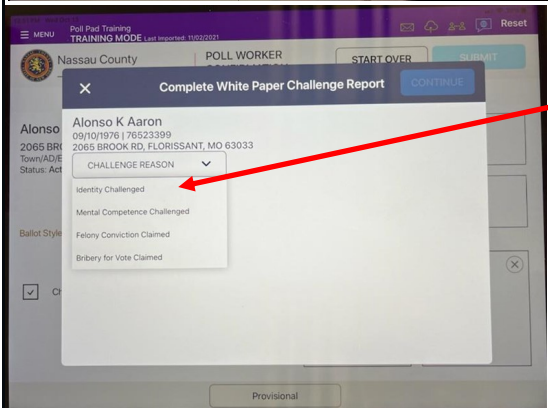 MENU
Poll Pad Training
TRAINING MODE Last Imported: 11/02/2021
Reset
Nassau County
POLL WORKER
START OVER
SUBMIT
Complete White Paper Challenge Report
CONTINUE
Alonso K Aaron
09/10/1976 | 76523399
2065 BROOK RD, FLORISSANT, MO 63033
CHALLENGE REASON
Identity Challenged
Mental Competence Challenged
Felony Conviction Claimed
Bribery for Vote Claimed
Alonso
2065 BR
Town/AD/E
Status: Act
Ballot Style
Ch
Provisional